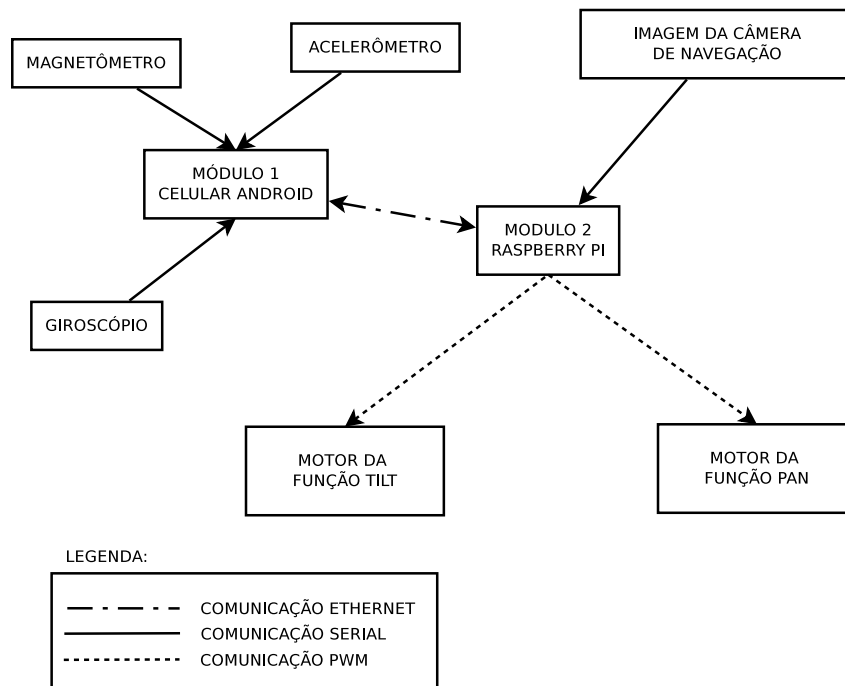 MAGNETÔMETRO
ACELERÔMETRO
IMAGEM DA CÂMERA
DE NAVEGAÇÃO
MÓDULO 1
CELULAR ANDROID
MODULO 2
RASPBERRY PI
GIROSCÓPIO
MOTOR DA
FUNÇÃO TILT
MOTOR DA
FUNÇÃO PAN
LEGENDA:
COMUNICAÇÃO ETHERNET
COMUNICAÇÃO SERIAL
COMUNICAÇÃO PWM